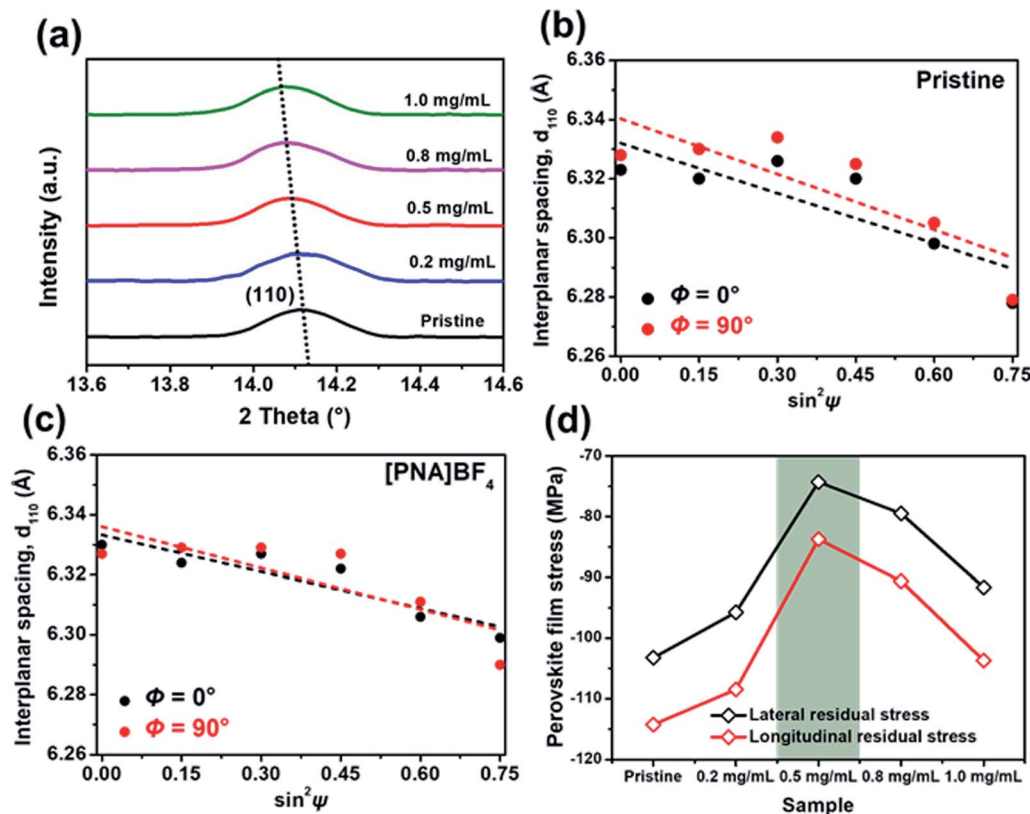 (a)
Intensity (a.u.)
1.0 mg/mL
0.8 mg/mL
0.5 mg/mL
0.2 mg/mL
(110)
Pristine
13.6 13.8 14.0 14.2 14.4 14.6
2 Theta (°)
(b)
Interplanar spacing, d110 (Å)
6.36
6.34
6.32
6.30
6.28
6.26
Pristine
Φ = 0°
Φ = 90°
0.00 0.15 0.30 0.45 0.60 0.75
sin²ψ
(c)
Interplanar spacing, d110 (Å)
6.36
6.34
6.32
6.30
6.28
6.26
[PNA]BF4
Φ = 0°
Φ = 90°
0.00 0.15 0.30 0.45 0.60 0.75
sin²ψ
(d)
Perovskite film stress (MPa)
-70
-80
-90
-100
-110
-120
Lateral residual stress
Longitudinal residual stress
Pristine 0.2 mg/mL 0.5 mg/mL 0.8 mg/mL 1.0 mg/mL
Sample